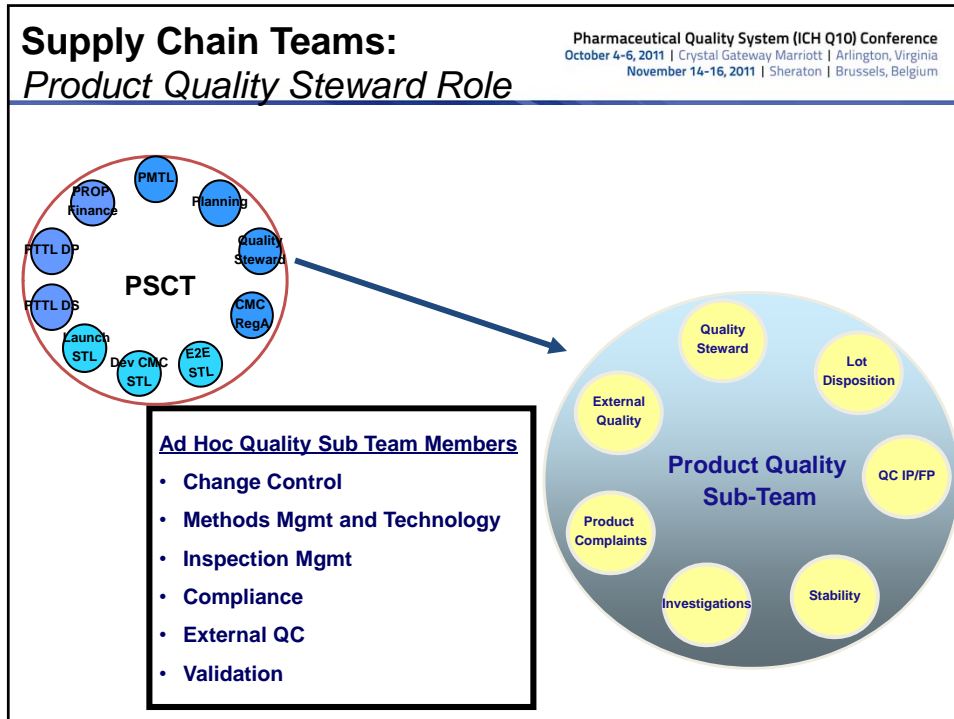 Supply Chain Teams:
Product Quality Steward Role
Pharmaceutical Quality System (ICH Q10) Conference
October 4-6, 2011 | Crystal Gateway Marriott | Arlington, Virginia
November 14-16, 2011 | Sheraton | Brussels, Belgium
PMTL
PROP
Finance
Planning
PTTL DP
Quality
Steward
PSCT
PTTL DS
CMC
RegA
Launch
STL
Dev CMC
STL
E2E
STL
Ad Hoc Quality Sub Team Members
• Change Control
• Methods Mgmt and Technology
• Inspection Mgmt
• Compliance
• External QC
• Validation
Quality
Steward
Lot
Disposition
External
Quality
Product Quality
Sub-Team
QC IP/FP
Product
Complaints
Stability
Investigations